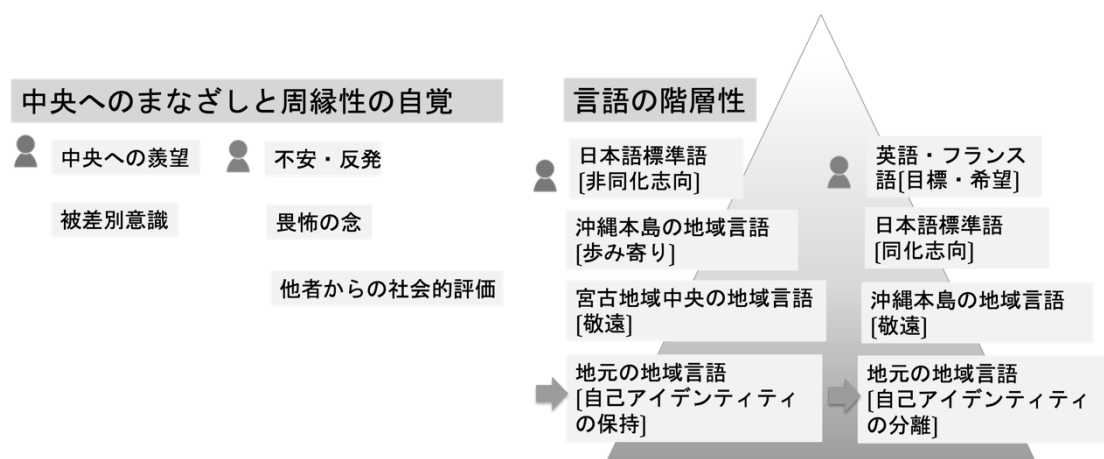 中央へのまなざしと周縁性の自覚
中央への羨望
不安・反発
被差別意識
畏怖の念
他者からの社会的評価
言語の階層性
日本語標準語
[非同化志向]
沖縄本島の地域言語
[歩み寄り]
宮古地域中央の地域言語
[敬遠]
地元の地域言語
[自己アイデンティティ
の保持]
英語・フランス
語[目標・希望]
日本語標準語
[同化志向]
沖縄本島の地域言語
[敬遠]
地元の地域言語
[自己アイデンティティ
の分離]